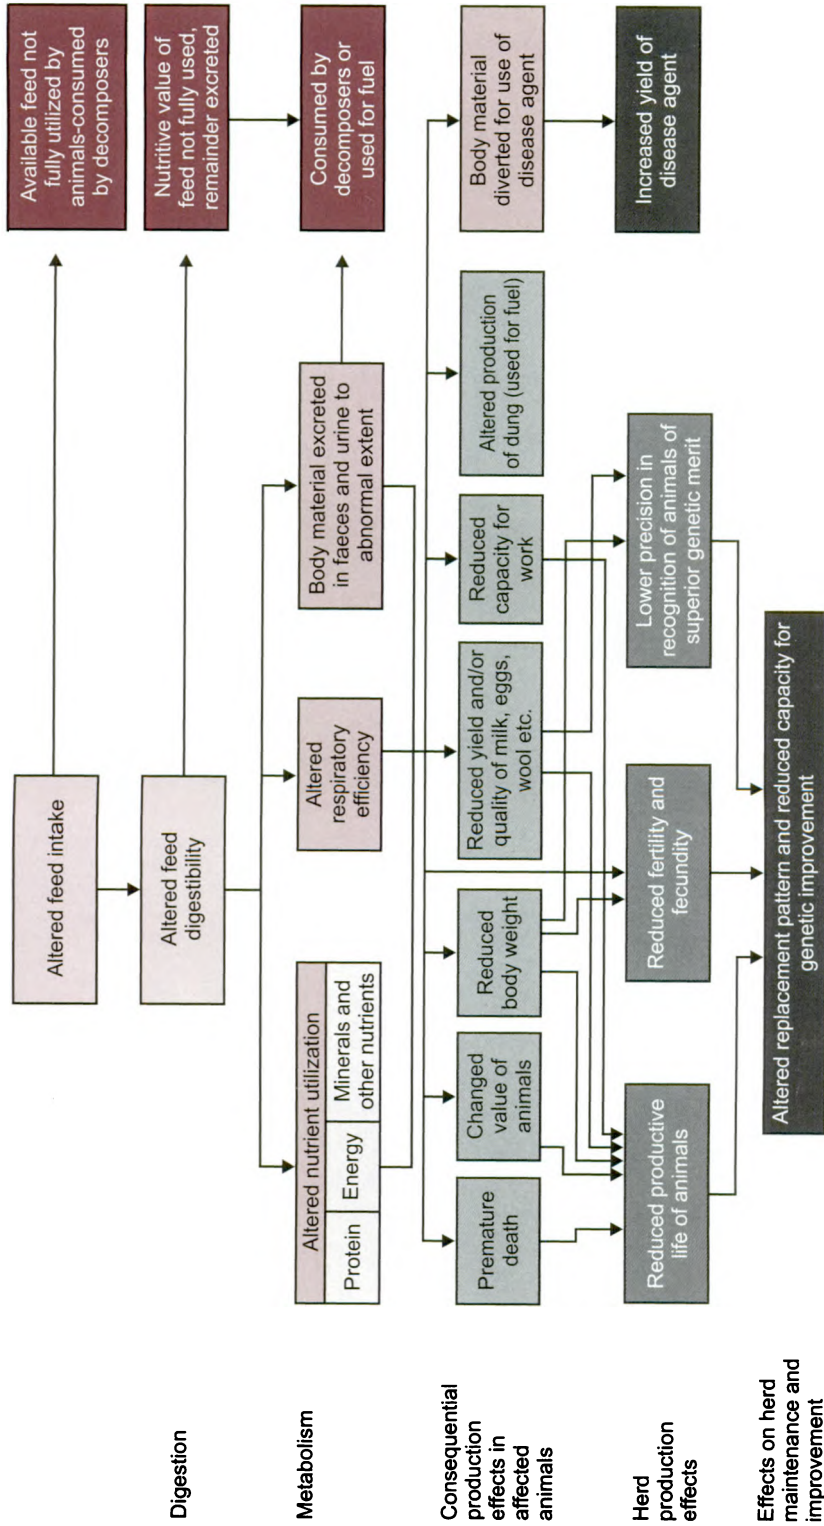 Altered feed intake
Available feed not
fully utilized by
animals-consumed
by decomposers
Digestion
Altered feed
digestibility
Nutritive value of
feed not fully used,
remainder excreted
Metabolism
Altered nutrient utilization
Protein
Energy
Minerals and
other nutrients
Altered
respiratory
efficiency
Body material excreted
in faeces and urine to
abnormal extent
Consumed by
decomposers or
used for fuel
Consequential
production
effects in
affected
animals
Premature
death
Changed
value of
animals
Reduced
body weight
Reduced yield and/or
quality of milk, eggs,
wool etc.
Reduced
capacity for
work
Altered production
of dung (used for fuel)
Body material
diverted for use of
disease agent
Herd
production
effects
Reduced productive
life of animals
Reduced fertility and
fecundity
Lower precision in
recognition of animals of
superior genetic merit
Increased yield of
disease agent
Effects on herd
maintenance and
improvement
Altered replacement pattern and reduced capacity for
genetic improvement